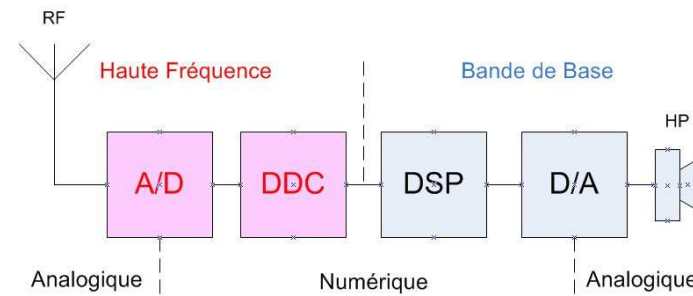 RF
Haute Fréquence
Bande de Base
HP
A/D
DDC
DSP
D/A
Analogique
Numérique
Analogique